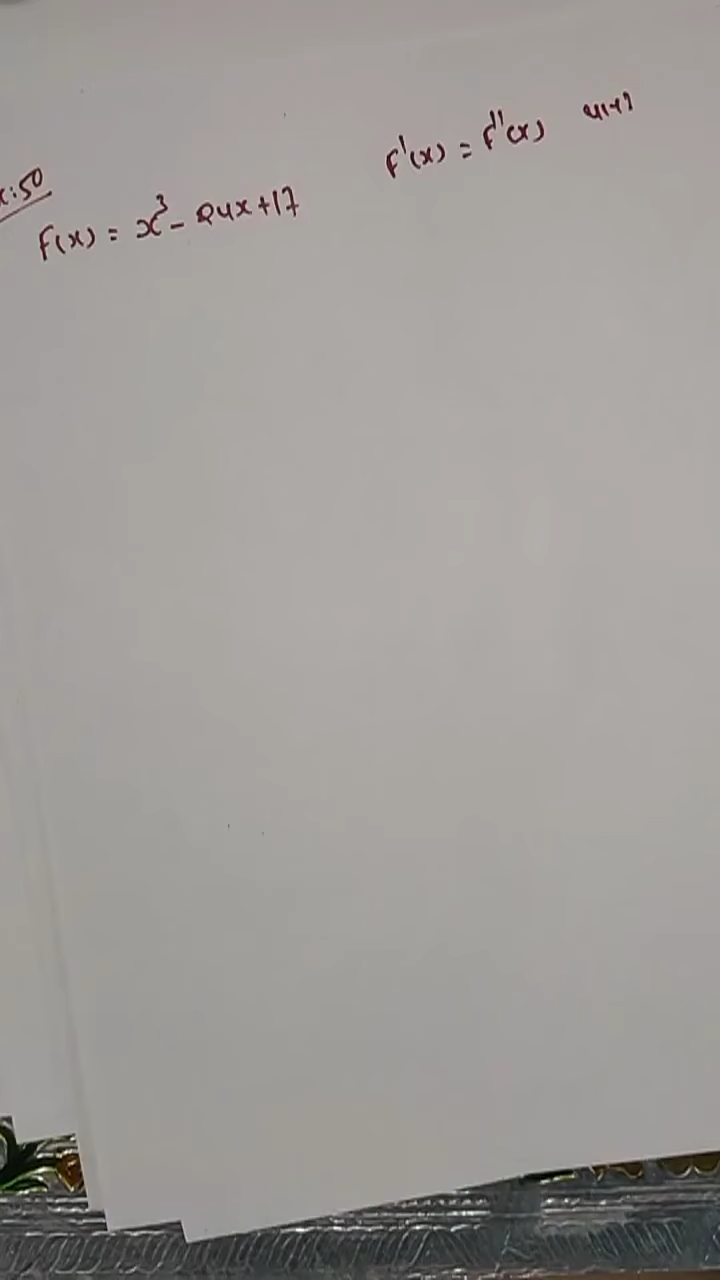 f'(x) = f''(x)
x:50
f(x) = x³ - 24x + 17